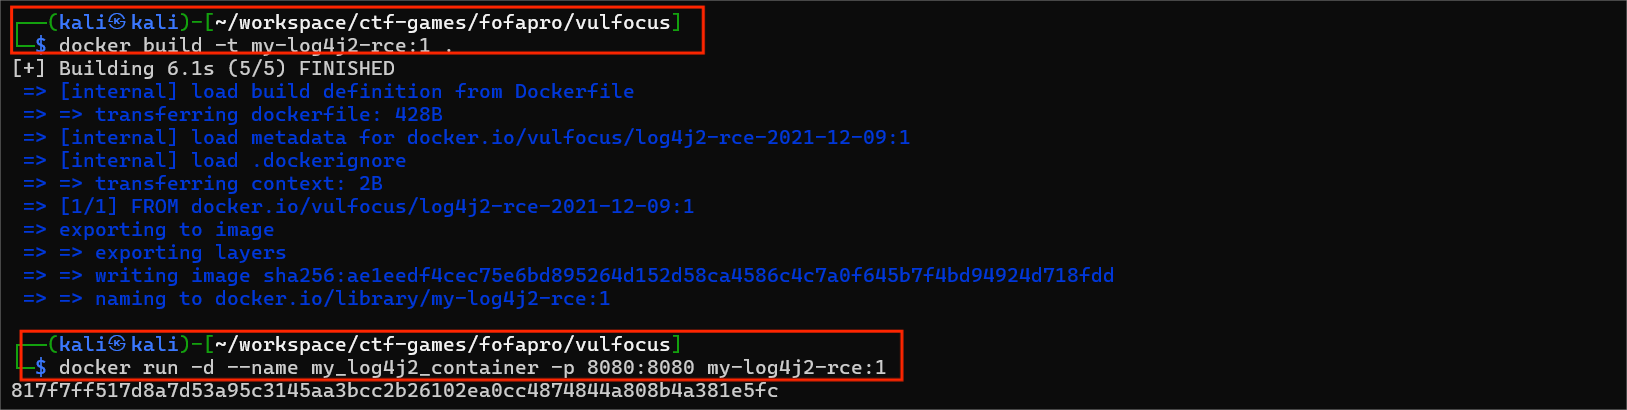 ┌──(kali㉿kali)-[~/workspace/ctf-games/fofapro/vulfocus]
└─$ docker build -t my-log4j2-rce:1 .
[+] Building 6.1s (5/5) FINISHED
 => [internal] load build definition from Dockerfile
 => => transferring dockerfile: 428B
 => [internal] load metadata for docker.io/vulfocus/log4j2-rce-2021-12-09:1
 => [internal] load .dockerignore
 => => transferring context: 2B
 => [1/1] FROM docker.io/vulfocus/log4j2-rce-2021-12-09:1
 => exporting to image
 => => exporting layers
 => => writing image sha256:ae1eedf4cec75e6bd895264d152d58ca4586c4c7a0f645b7f4bd94924d718fdd
 => => naming to docker.io/library/my-log4j2-rce:1
┌──(kali㉿kali)-[~/workspace/ctf-games/fofapro/vulfocus]
└─$ docker run -d --name my_log4j2_container -p 8080:8080 my-log4j2-rce:1
817f7ff517d8a7d53a95c3145aa3bcc2b26102ea0cc4874844a808b4a381e5fc